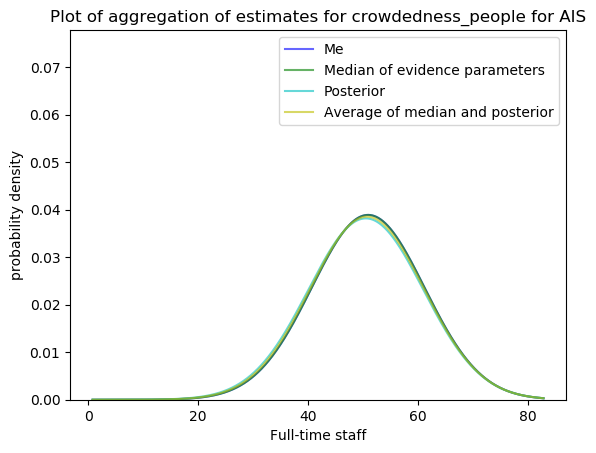 Plot of aggregation of estimates for crowdedness_people for AIS
Me
Median of evidence parameters
Posterior
Average of median and posterior
probability density
0.07
0.06
0.05
0.04
0.03
0.02
0.01
0.00
0 20 40 60 80
Full-time staff